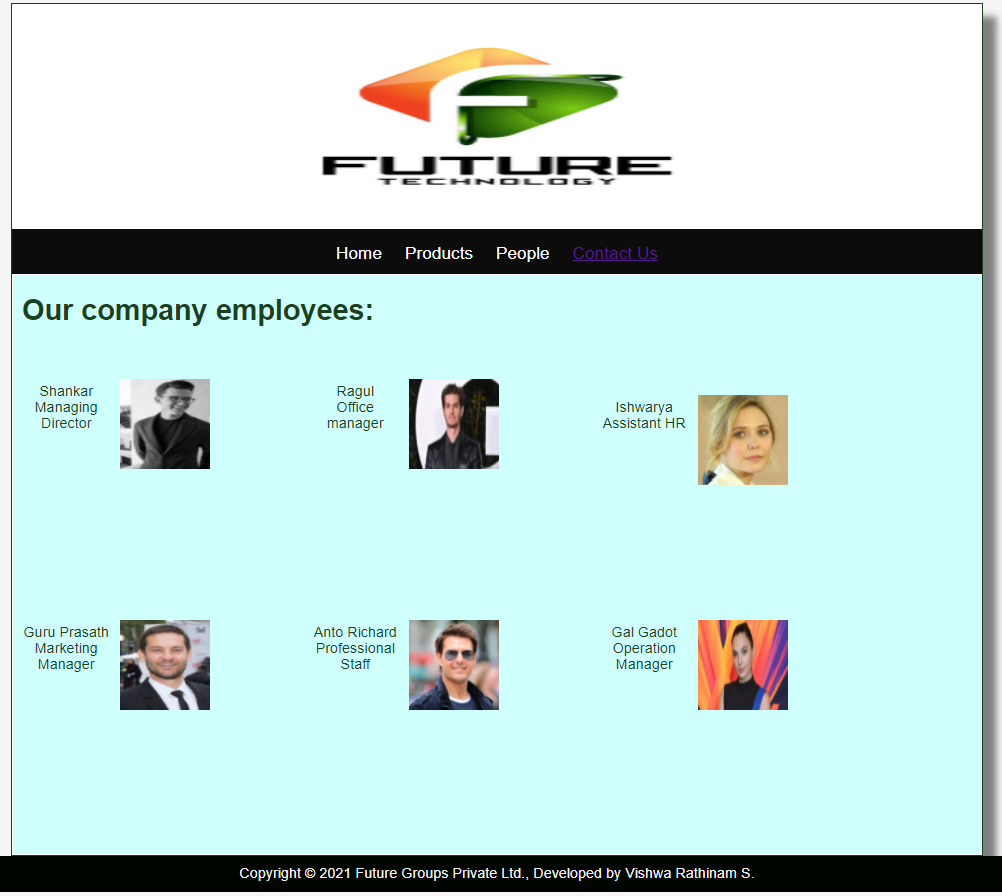 FUTURE
TECHNOLOGY
Home Products People Contact Us
Our company employees:
Shankar
Managing
Director
Ragul
Office
manager
Ishwarya
Assistant HR
Guru Prasath
Marketing
Manager
Anto Richard
Professional
Staff
Gal Gadot
Operation
Manager
Copyright © 2021 Future Groups Private Ltd., Developed by Vishwa Rathinam S.